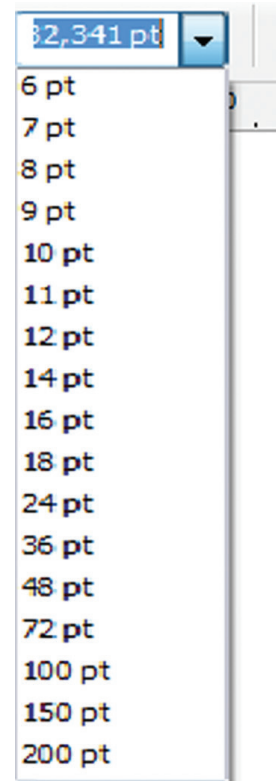 32,341 pt
6 pt
7 pt
8 pt
9 pt
10 pt
11 pt
12 pt
14 pt
16 pt
18 pt
24 pt
36 pt
48 pt
72 pt
100 pt
150 pt
200 pt